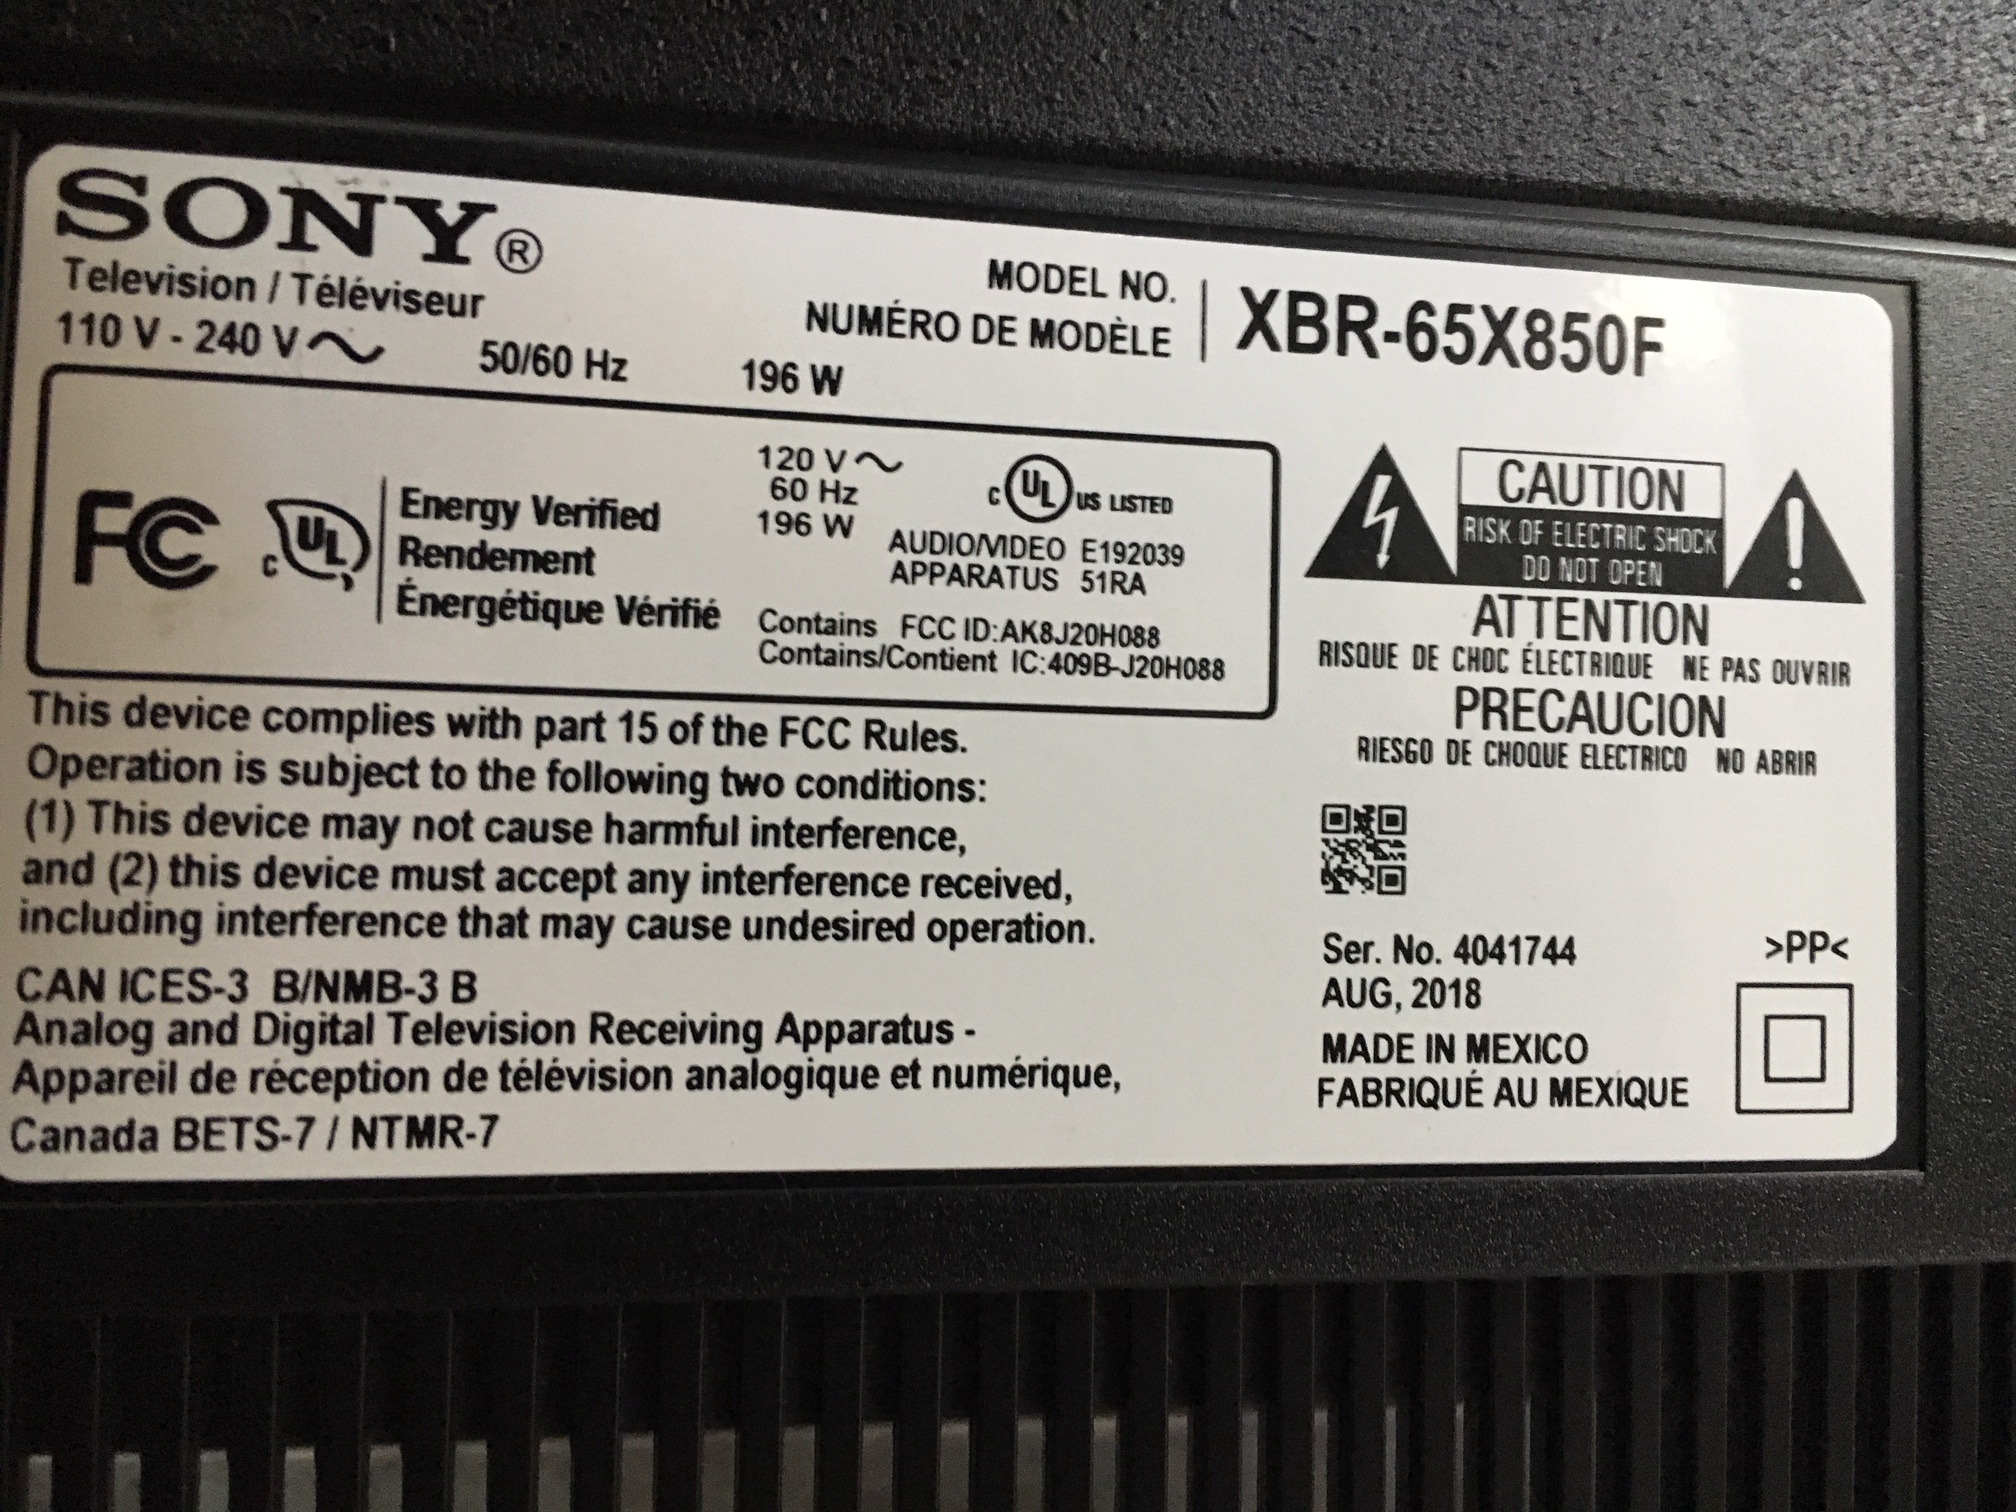 SONY®
Television / Téléviseur
110 V - 240 V ~ 50/60 Hz 196 W
MODEL NO.
NUMÉRO DE MODÈLE
XBR-65X850F
FC
c UL
Energy Verified
Rendement
Énergétique Vérifié
120 V ~
60 Hz
196 W
c UL US LISTED
AUDIO/VIDEO E192039
APPARATUS 51RA
Contains FCC ID:AK8J20H088
Contains/Contient IC:409B-J20H088
This device complies with part 15 of the FCC Rules.
Operation is subject to the following two conditions:
(1) This device may not cause harmful interference,
and (2) this device must accept any interference received,
including interference that may cause undesired operation.
CAN ICES-3 B/NMB-3 B
Analog and Digital Television Receiving Apparatus -
Appareil de réception de télévision analogique et numérique,
Canada BETS-7 / NTMR-7
CAUTION
RISK OF ELECTRIC SHOCK
DO NOT OPEN
!
ATTENTION
RISQUE DE CHOC ÉLECTRIQUE NE PAS OUVRIR
PRECAUCION
RIESGO DE CHOQUE ELECTRICO NO ABRIR
Ser. No. 4041744
AUG, 2018
MADE IN MEXICO
FABRIQUÉ AU MEXIQUE
>PP<